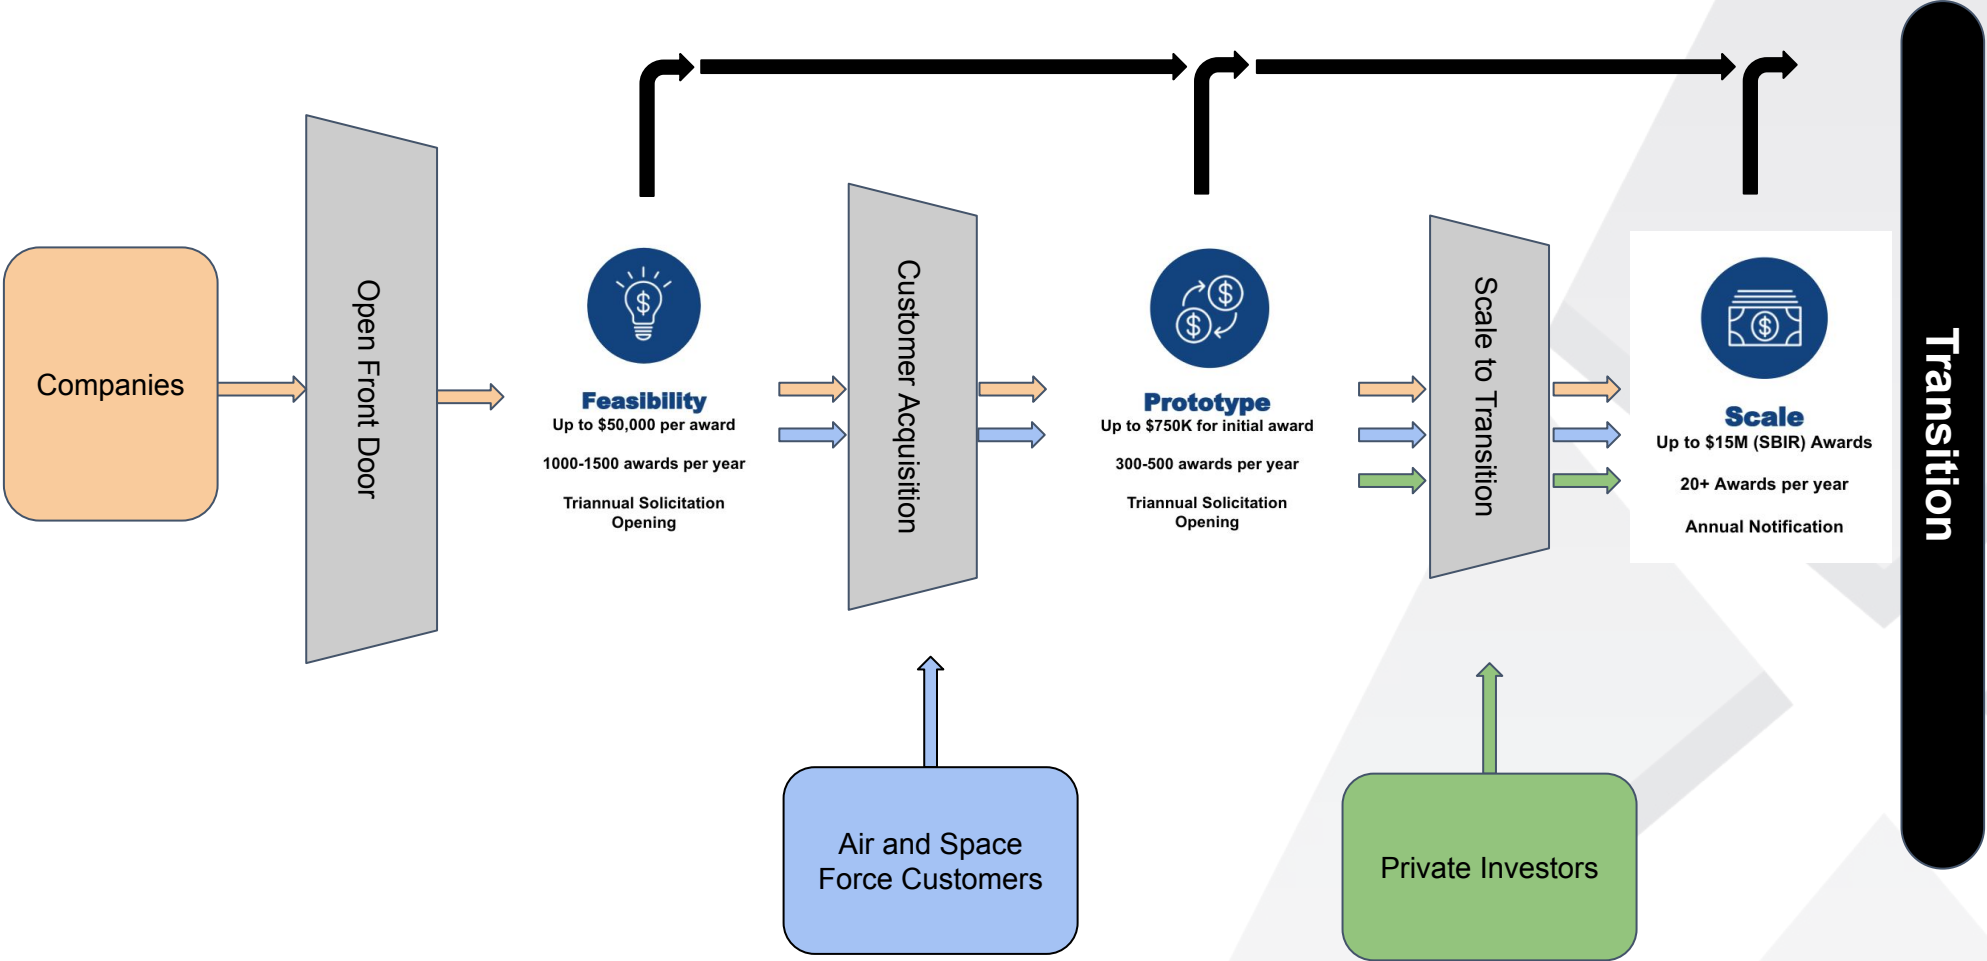 Companies
Open Front Door
Feasibility
Up to $50,000 per award
1000-1500 awards per year
Triannual Solicitation
Opening
Customer Acquisition
Air and Space
Force Customers
Prototype
Up to $750K for initial award
300-500 awards per year
Triannual Solicitation
Opening
Scale to Transition
Private Investors
Scale
Up to $15M (SBIR) Awards
20+ Awards per year
Annual Notification
Transition